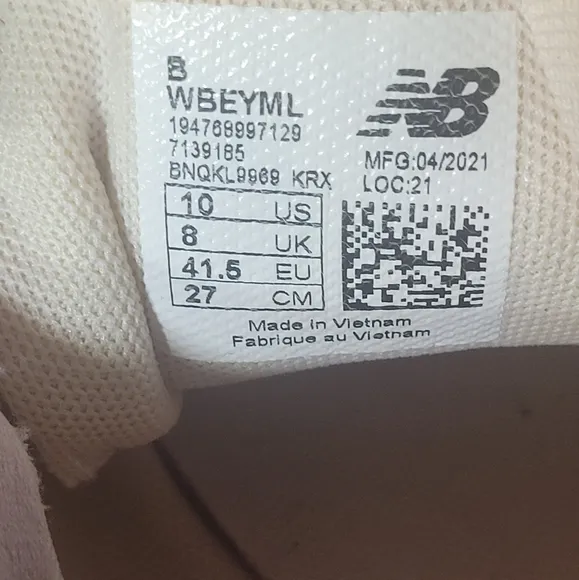 B
WBEYML
194768997129
7139185
BNQKL9969 KRX
NB
MFG:04/2021
LOC:21
10 US
8 UK
41.5 EU
27 CM
Made in Vietnam
Fabrique au Vietnam